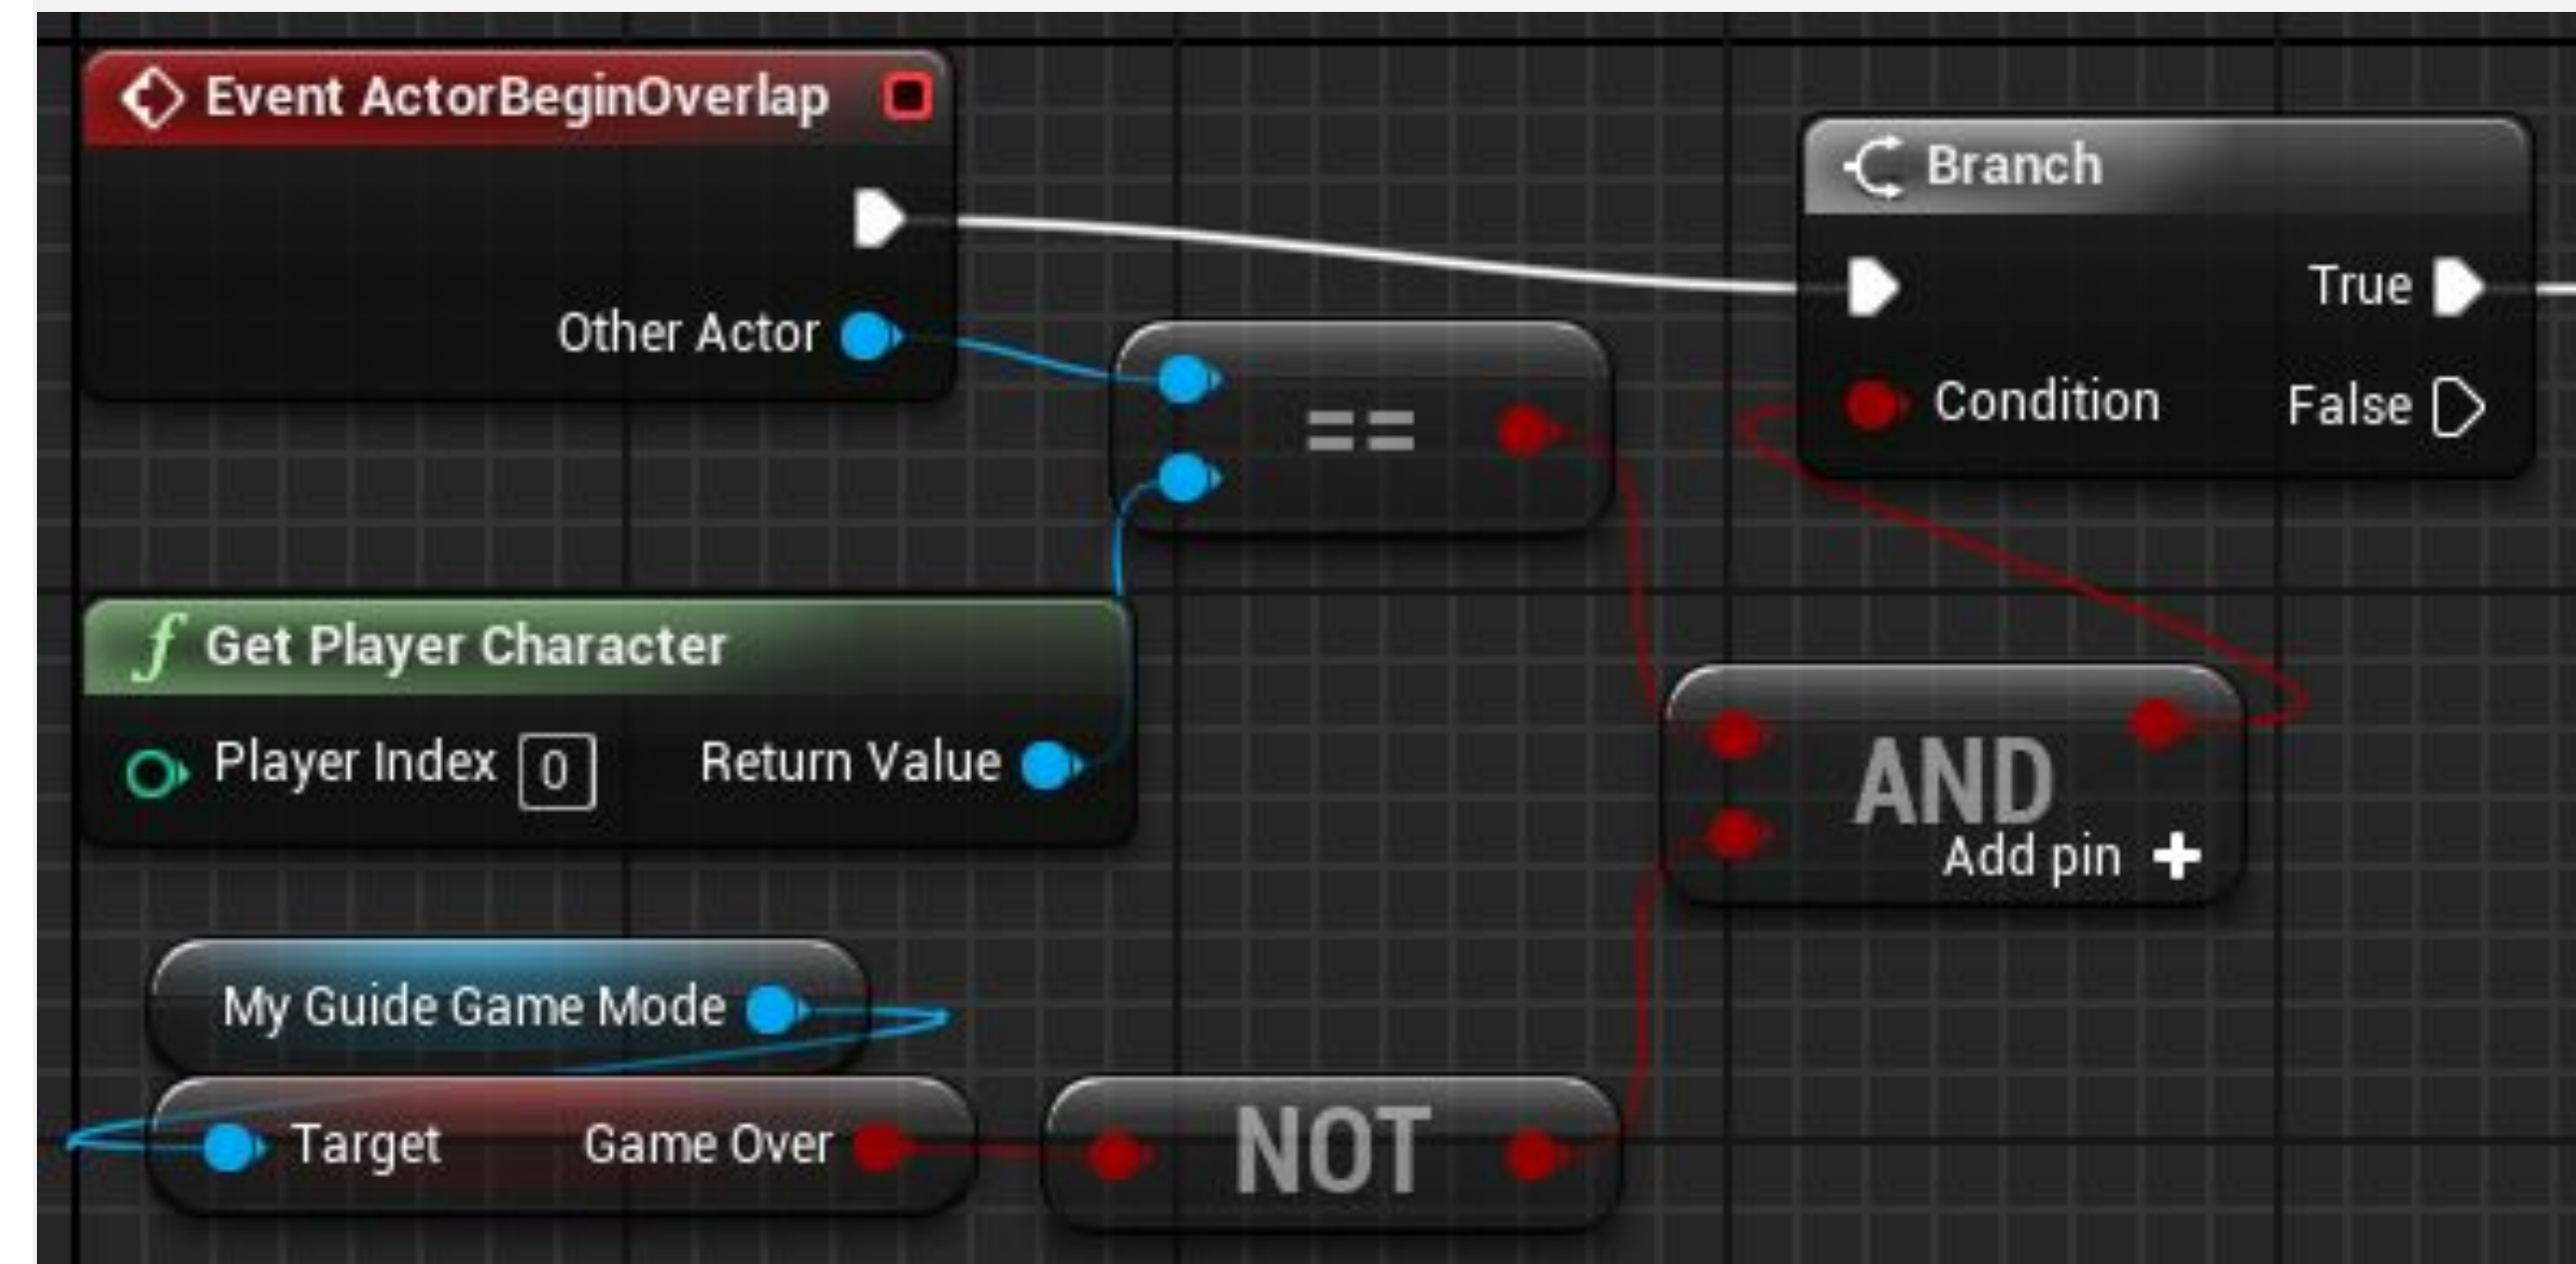 Event ActorBeginOverlap
Other Actor
==
Branch
True
Condition
False
Get Player Character
Player Index 0
Return Value
AND
Add pin +
My Guide Game Mode
Target
Game Over
NOT